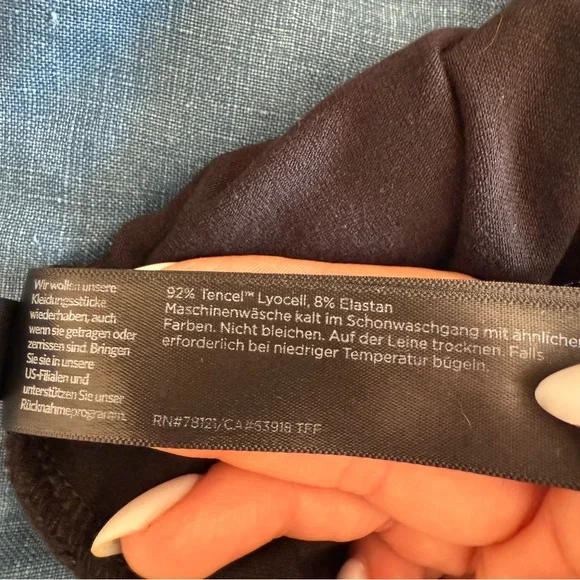 Wir wollen unsere
Kleidungsstücke
wiederhaben, auch
wenn sie getragen oder
zerrissen sind. Bringen
Sie sie in unsere
US-Filialen und
unterstützen Sie unser
Rücknahmeprogramm.
92% Tencel™ Lyocell, 8% Elastan
Maschinenwäsche kalt im Schonwaschgang mit ähnlichen
Farben. Nicht bleichen. Auf der Leine trocknen. Falls
erforderlich bei niedriger Temperatur bügeln.
RN#78121/CA#63918 TFF